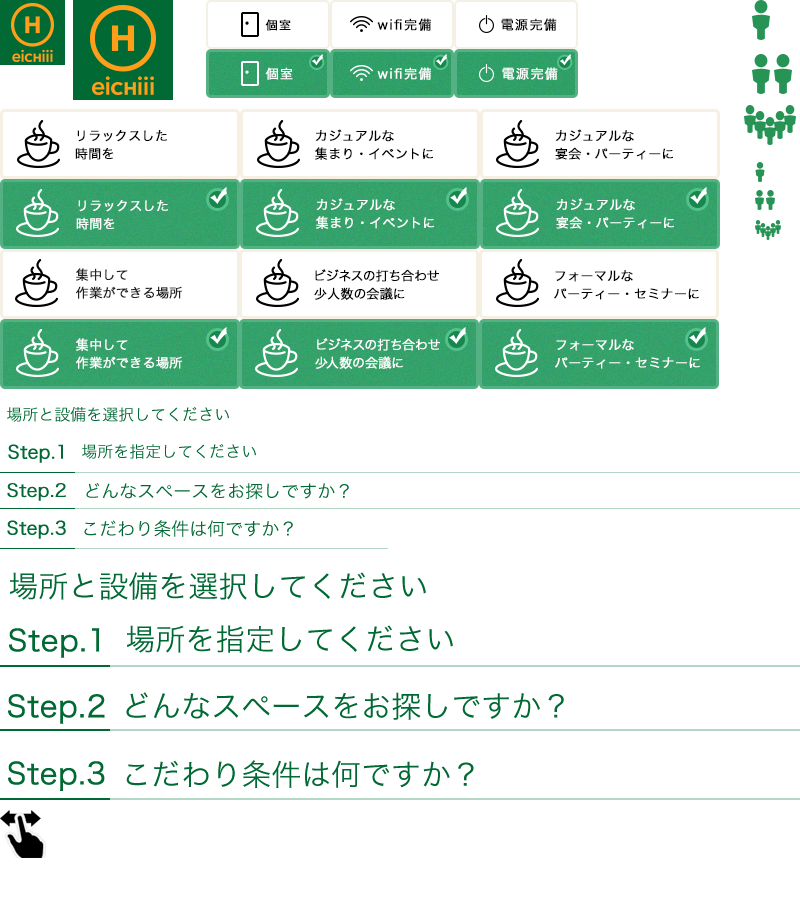 H
eiCHiii
H
eiCHiii
個室
wifi完備
電源完備
個室
wifi完備
電源完備
リラックスした
時間を
カジュアルな
集まり・イベントに
カジュアルな
宴会・パーティーに
リラックスした
時間を
カジュアルな
集まり・イベントに
カジュアルな
宴会・パーティーに
集中して
作業ができる場所
ビジネスの打ち合わせ
少人数の会議に
フォーマルな
パーティー・セミナーに
集中して
作業ができる場所
ビジネスの打ち合わせ
少人数の会議に
フォーマルな
パーティー・セミナーに
場所と設備を選択してください
Step.1 場所を指定してください
Step.2 どんなスペースをお探しですか？
Step.3 こだわり条件は何ですか？
場所と設備を選択してください
Step.1 場所を指定してください
Step.2 どんなスペースをお探しですか？
Step.3 こだわり条件は何ですか？